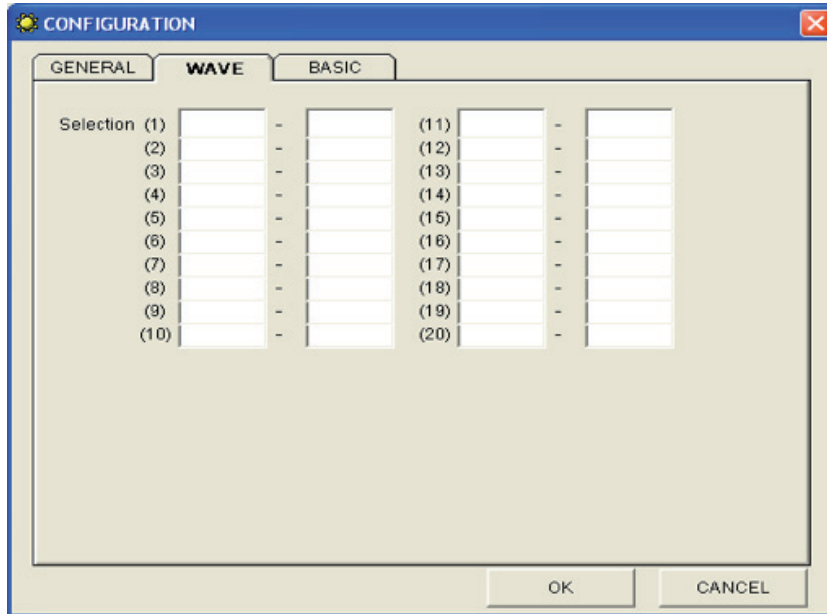 CONFIGURATION
GENERAL WAVE BASIC
Selection (1) - (11) -
(2) - (12) -
(3) - (13) -
(4) - (14) -
(5) - (15) -
(6) - (16) -
(7) - (17) -
(8) - (18) -
(9) - (19) -
(10) - (20) -
OK CANCEL